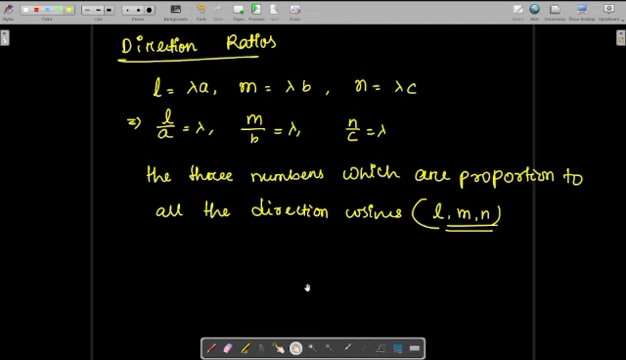 Direction Ratios
l = λa, m = λb, n = λc
=) l/a = λ, m/b = λ, n/c = λ
the three numbers which are proportion to
all the direction cosines (l, m, n)